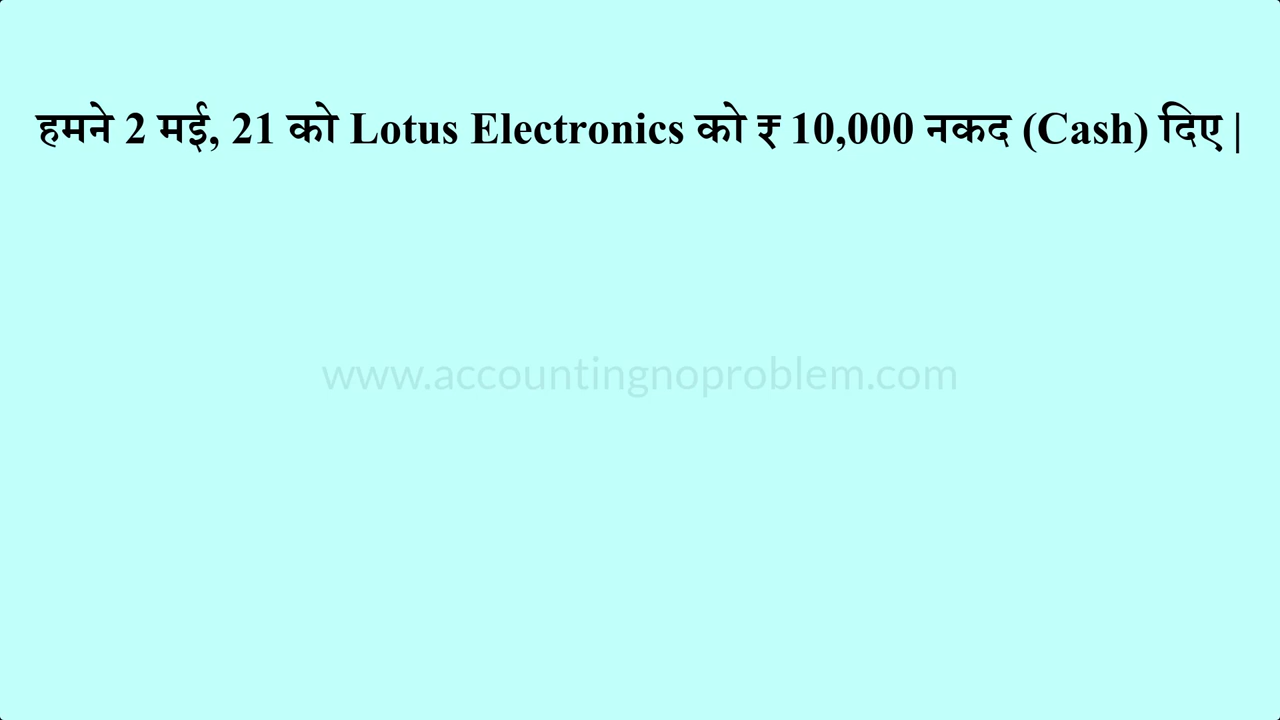 हमने 2 मई, 21 को Lotus Electronics को ₹ 10,000 नकद (Cash) दिए |
www.accountingnoproblem.com